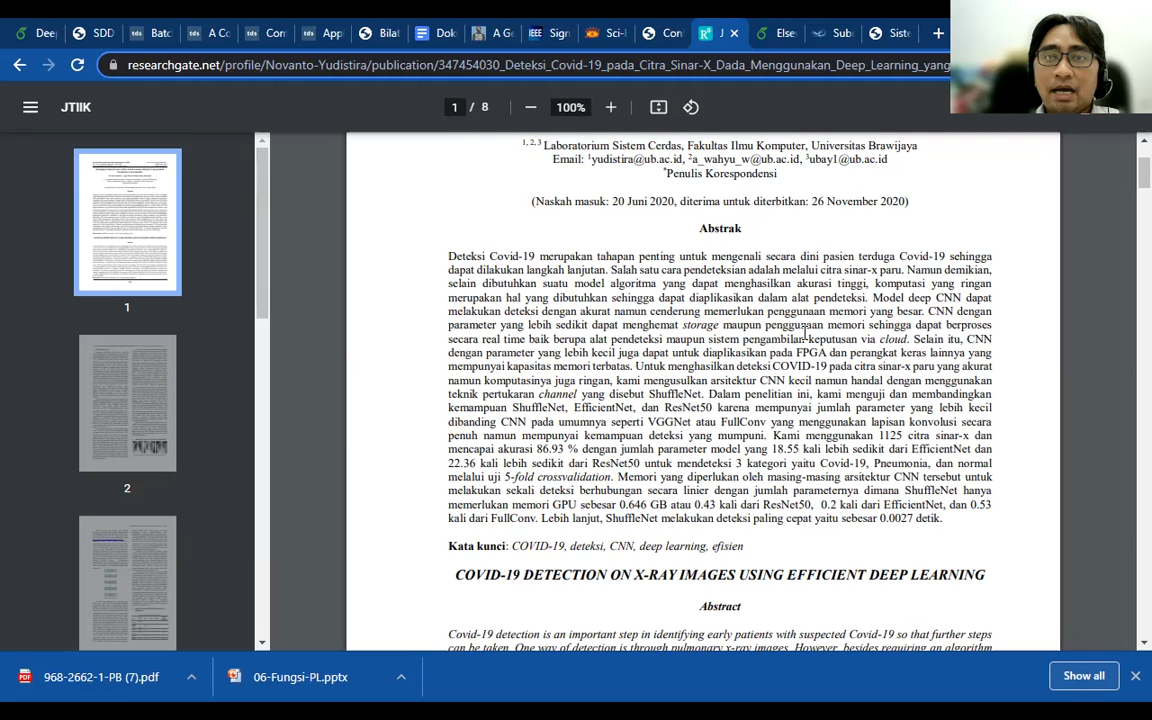 Deep
SDD
tds Batc
tds A Co
tds Com
tds App
Bilat
Dok
A Ge
IEEE Sign
Sci-l
Con
R⁶ J
Else
Sub
Siste
researchgate.net/profile/Novanto-Yudistira/publication/347454030_Deteksi_Covid-19_pada_Citra_Sinar-X_Dada_Menggunakan_Deep_Learning_yang
JTIIK
1 / 8
100%
1
2
1, 2, 3 Laboratorium Sistem Cerdas, Fakultas Ilmu Komputer, Universitas Brawijaya
Email: ¹yudistira@ub.ac.id, ²a_wahyu_w@ub.ac.id, ³ubay1@ub.ac.id
*Penulis Korespondensi
(Naskah masuk: 20 Juni 2020, diterima untuk diterbitkan: 26 November 2020)
Abstrak
Deteksi Covid-19 merupakan tahapan penting untuk mengenali secara dini pasien terduga Covid-19 sehingga
dapat dilakukan langkah lanjutan. Salah satu cara pendeteksian adalah melalui citra sinar-x paru. Namun demikian,
selain dibutuhkan suatu model algoritma yang dapat menghasilkan akurasi tinggi, komputasi yang ringan
merupakan hal yang dibutuhkan sehingga dapat diaplikasikan dalam alat pendeteksi. Model deep CNN dapat
melakukan deteksi dengan akurat namun cenderung memerlukan penggunaan memori yang besar. CNN dengan
parameter yang lebih sedikit dapat menghemat storage maupun penggunaan memori sehingga dapat berproses
secara real time baik berupa alat pendeteksi maupun sistem pengambilan keputusan via cloud. Selain itu, CNN
dengan parameter yang lebih kecil juga dapat untuk diaplikasikan pada FPGA dan perangkat keras lainnya yang
mempunyai kapasitas memori terbatas. Untuk menghasilkan deteksi COVID-19 pada citra sinar-x paru yang akurat
namun komputasinya juga ringan, kami mengusulkan arsitektur CNN kecil namun handal dengan menggunakan
teknik pertukaran channel yang disebut ShuffleNet. Dalam penelitian ini, kami menguji dan membandingkan
kemampuan ShuffleNet, EfficientNet, dan ResNet50 karena mempunyai jumlah parameter yang lebih kecil
dibanding CNN pada umumnya seperti VGGNet atau FullConv yang menggunakan lapisan konvolusi secara
penuh namun mempunyai kemampuan deteksi yang mumpuni. Kami menggunakan 1125 citra sinar-x dan
mencapai akurasi 86.93 % dengan jumlah parameter model yang 18.55 kali lebih sedikit dari EfficientNet dan
22.36 kali lebih sedikit dari ResNet50 untuk mendeteksi 3 kategori yaitu Covid-19, Pneumonia, dan normal
melalui uji 5-fold crossvalidation. Memori yang diperlukan oleh masing-masing arsitektur CNN tersebut untuk
melakukan sekali deteksi berhubungan secara linier dengan jumlah parameternya dimana ShuffleNet hanya
memerlukan memori GPU sebesar 0.646 GB atau 0.43 kali dari ResNet50, 0.2 kali dari EfficientNet, dan 0.53
kali dari FullConv. Lebih lanjut, ShuffleNet melakukan deteksi paling cepat yaitu sebesar 0.0027 detik.
Kata kunci: COVID-19, deteksi, CNN, deep learning, efisien
COVID-19 DETECTION ON X-RAY IMAGES USING EFFICIENT DEEP LEARNING
Abstract
Covid-19 detection is an important step in identifying early patients with suspected Covid-19 so that further steps
can be taken. One way of detection is through pulmonary x-ray images. However, besides requiring an algorithm
968-2662-1-PB (7).pdf
06-Fungsi-PL.pptx
Show all